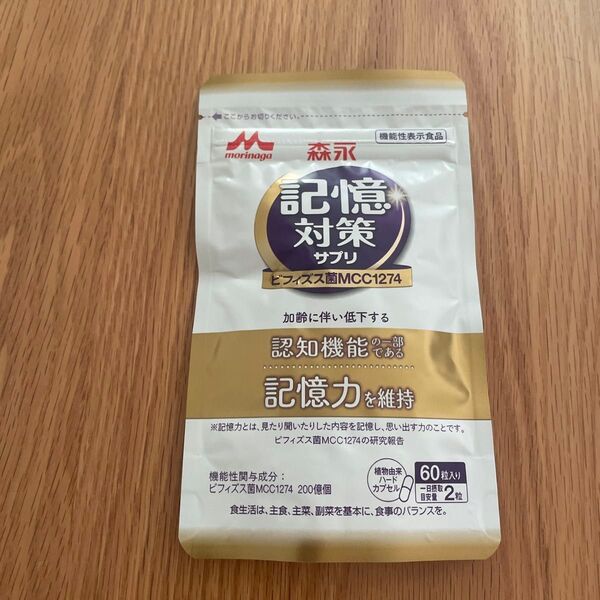 ここからお切りください。
機能性表示食品
morinaga
森永
記憶
対策
サプリ
ビフィズス菌MCC1274
加齢に伴い低下する
認知機能の一部である
記憶力を維持
※記憶力とは、見たり聞いたりした内容を記憶し、思い出す力のことです。
ビフィズス菌MCC1274の研究報告
機能性関与成分：
ビフィズス菌MCC1274 200億個
植物由来
ハード
カプセル
60粒入り
一日摂取
目安量 2粒
食生活は、主食、主菜、副菜を基本に、食事のバランスを。